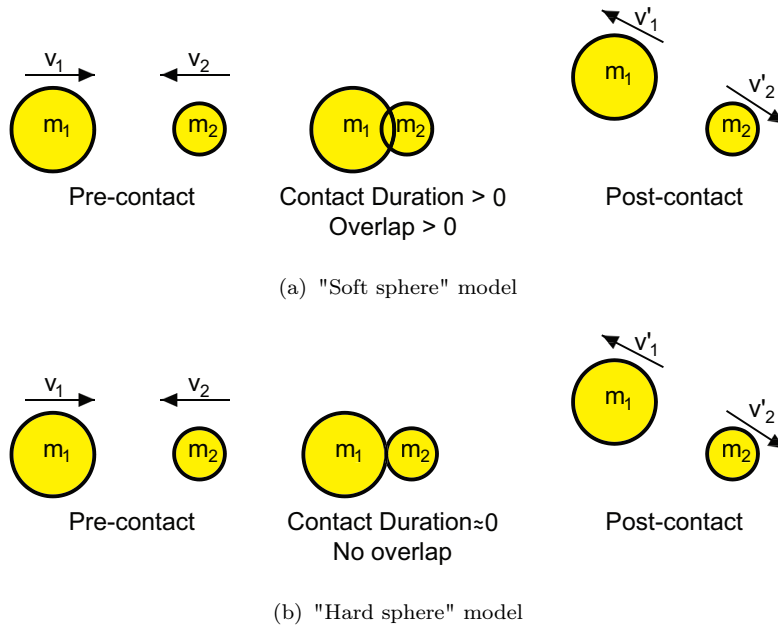 v'1
v1 v2 m1 v'2
m1 m2 m1 m2 m2
Pre-contact Contact Duration > 0 Post-contact
Overlap > 0
(a) "Soft sphere" model
v'1
v1 v2 m1 v'2
m1 m2 m1 m2 m2
Pre-contact Contact Duration≈0 Post-contact
No overlap
(b) "Hard sphere" model